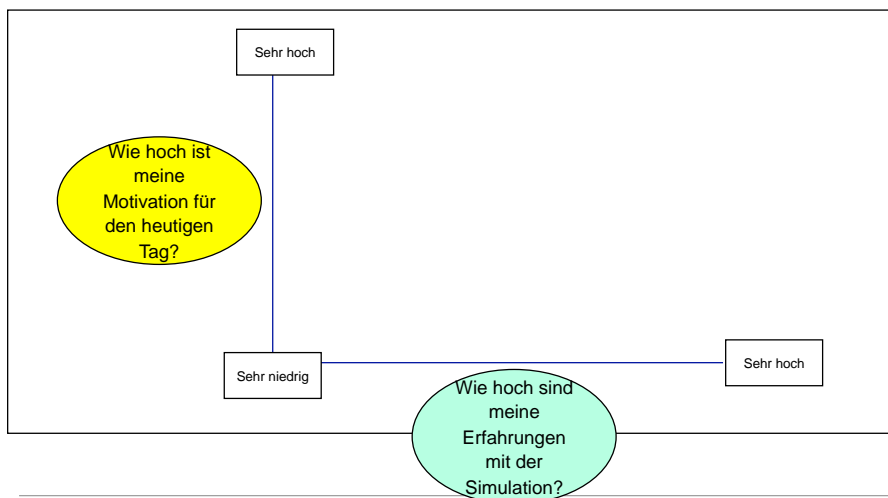 Sehr hoch
Wie hoch ist
meine
Motivation für
den heutigen
Tag?
Sehr niedrig
Sehr hoch
Wie hoch sind
meine
Erfahrungen
mit der
Simulation?